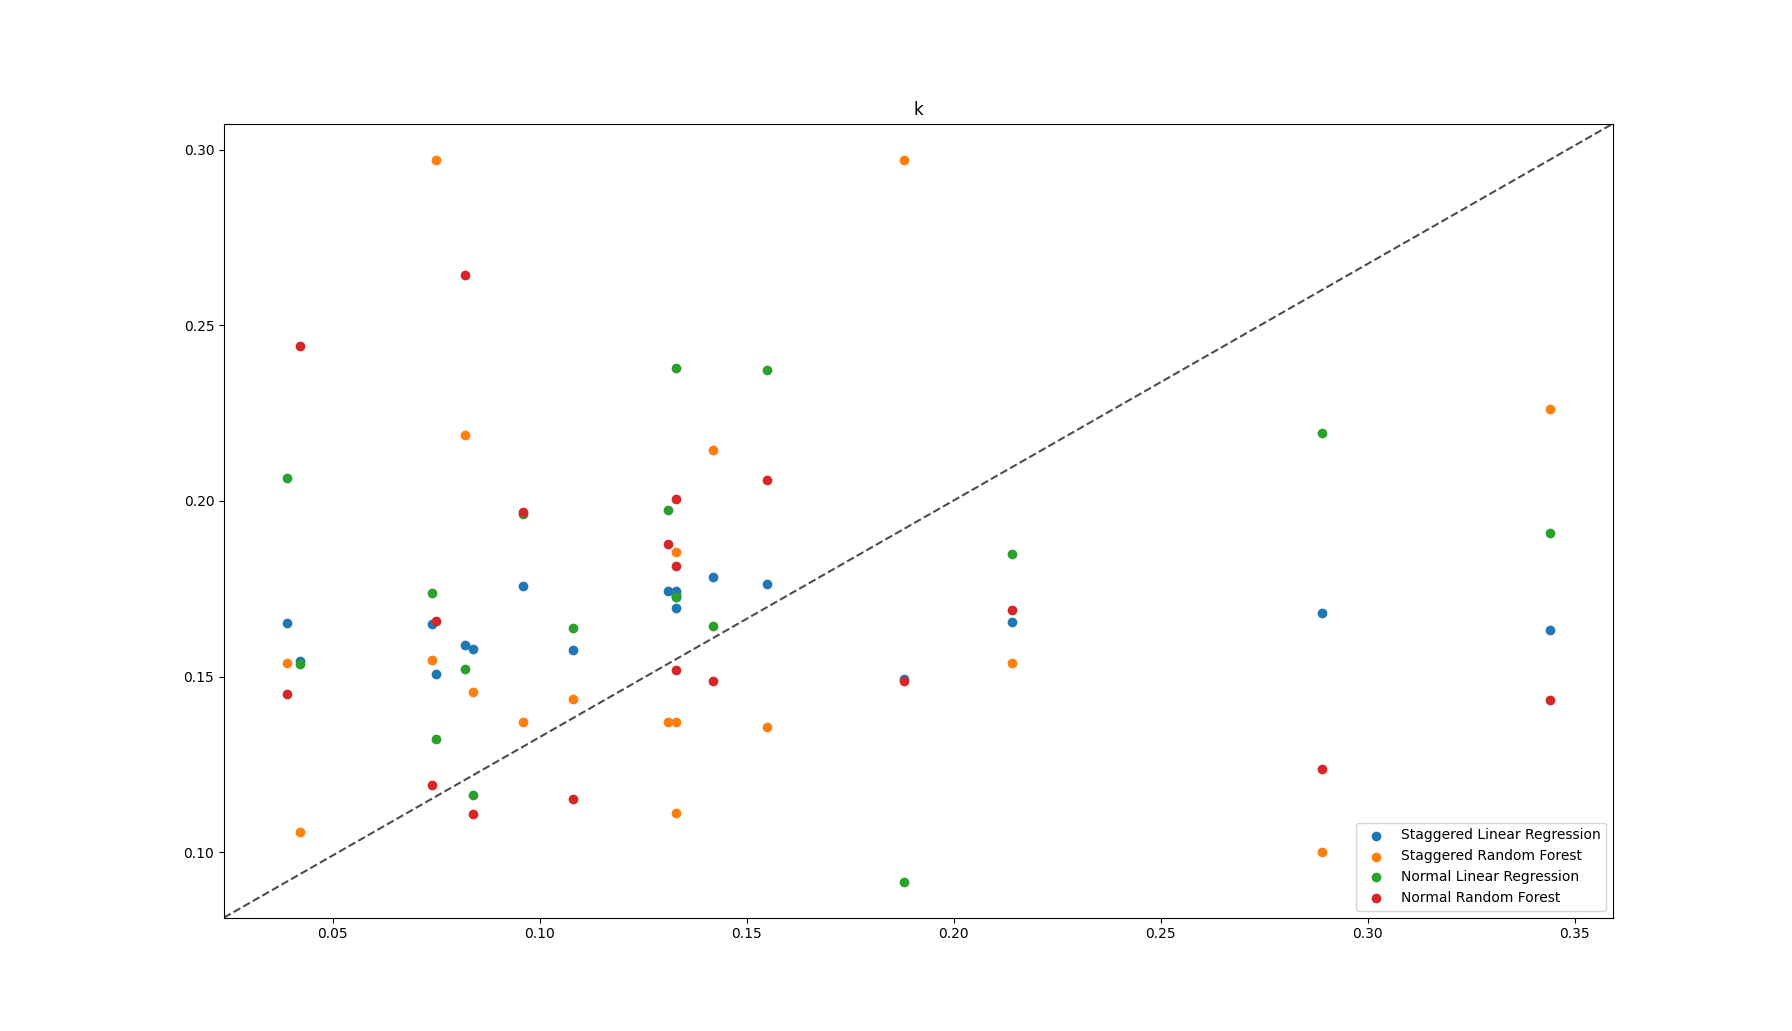 k
0.30
0.25
0.20
0.15
0.10
0.05 0.10 0.15 0.20 0.25 0.30 0.35
Staggered Linear Regression
Staggered Random Forest
Normal Linear Regression
Normal Random Forest